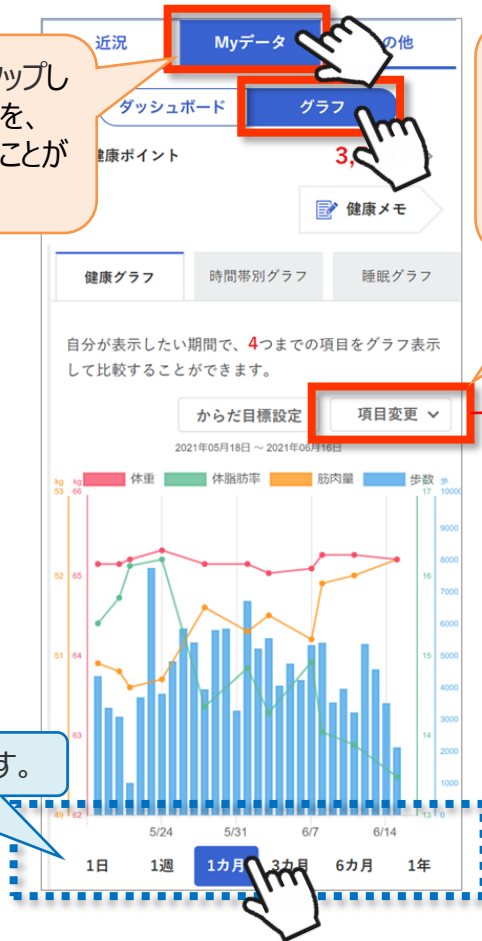 近況
Myデータ
の他
ップし
を、
ことが
ダッシュボード
グラフ
健康ポイント
3,
健康メモ
健康グラフ
時間帯別グラフ
睡眠グラフ
自分が表示したい期間で、4つまでの項目をグラフ表示
して比較することができます。
からだ目標設定
項目変更
2021年05月18日 ~ 2021年06月16日
kg kg 体重 体脂肪率 筋肉量 歩数 歩
53 66 17 10000
9000
8000
52 65 16
7000
6000
51 64 15 5000
4000
3000
63 14
2000
1000
49 62 13 0
す。
5/24 5/31 6/7 6/14
1日 1週 1カ月 3カ月 6カ月 1年